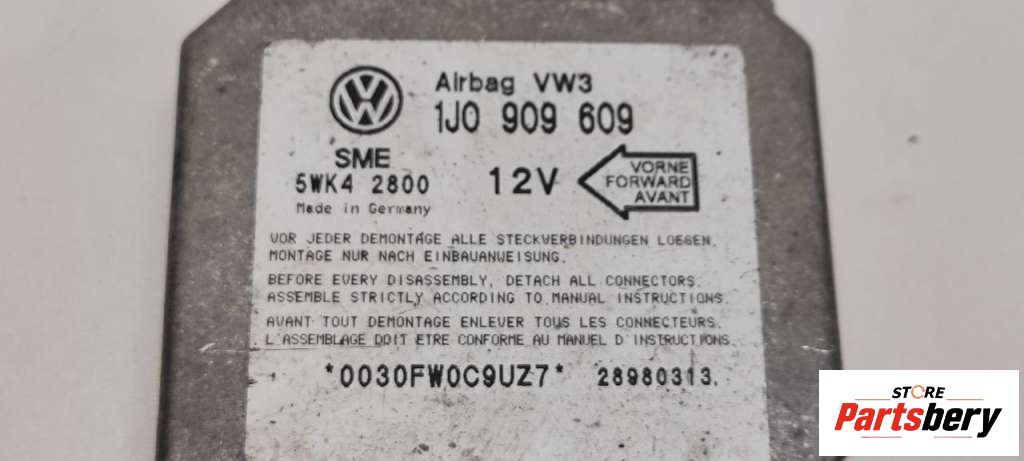 Airbag VW3
1J0 909 609
SME
5WK4 2800
Made in Germany
12V
VORNE
FORWARD
AVANT
VOR JEDER DEMONTAGE ALLE STECKVERBINDUNGEN LOESEN.
MONTAGE NUR NACH EINBAUANWEISUNG.
BEFORE EVERY DISASSEMBLY, DETACH ALL CONNECTORS.
ASSEMBLE STRICTLY ACCORDING TO MANUAL INSTRUCTIONS.
AVANT TOUT DEMONTAGE ENLEVER TOUS LES CONNECTEURS.
L'ASSEMBLAGE DOIT ETRE CONFORME AU MANUEL D'INSTRUCTIONS.
*0030FW0C9UZ7* 28980313.
STORE
Partsbery